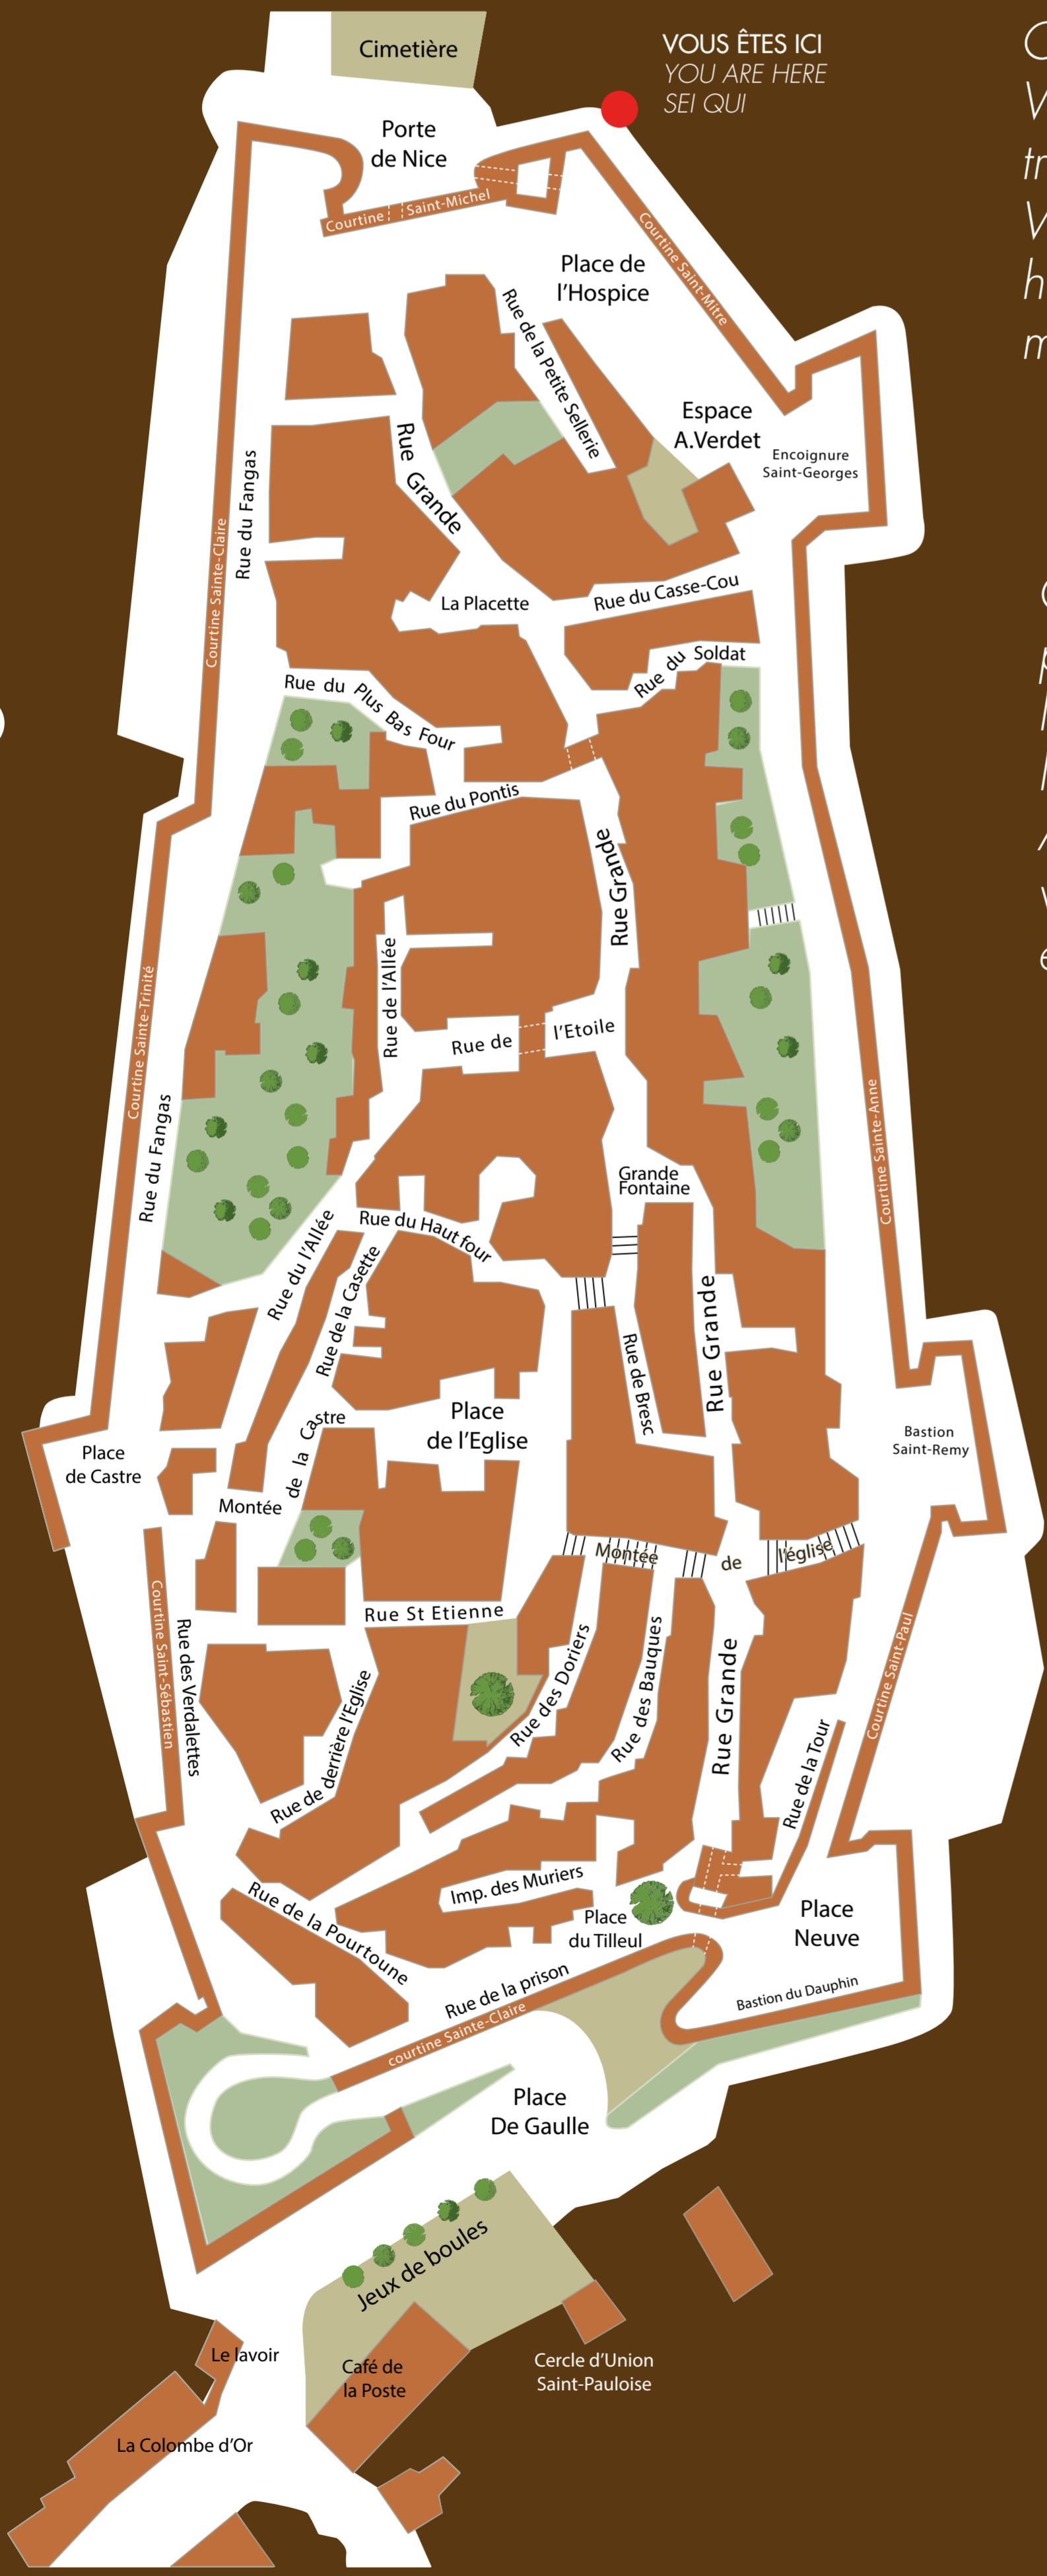 Cimetière
VOUS ÊTES ICI
YOU ARE HERE
SEI QUI
Porte
de Nice
Courtine Saint-Michel
Courtine Saint-Mitre
Place de
l'Hospice
Rue de la Petite Sellerie
Espace
A.Verdet
Encoignure
Saint-Georges
Rue Grande
Rue du Fangas
Courtine Sainte-Claire
La Placette
Rue du Casse-Cou
Rue du Soldat
Rue du Plus Bas Four
Rue du Pontis
Rue Grande
Rue de l'Allée
Rue de l'Etoile
Courtine Sainte-Trinité
Rue du Fangas
Courtine Sainte-Anne
Grande
Fontaine
Rue du Haut four
Rue du l'Allée
Rue de la Casette
Rue de Bresc
Rue Grande
Place
de l'Eglise
Montée de la Castre
Place
de Castre
Bastion
Saint-Remy
Montée de l'église
Rue St Etienne
Courtine Saint-Sébastien
Rue des Verdalettes
Rue de derrière l'Eglise
Rue des Doriers
Rue des Bauques
Rue Grande
Rue de la Tour
Courtine Saint-Paul
Imp. des Muriers
Rue de la Pourtoune
Place
du Tilleul
Place
Neuve
Rue de la prison
courtine Sainte-Claire
Bastion du Dauphin
Place
De Gaulle
Jeux de boules
Le lavoir
Café de
la Poste
Cercle d'Union
Saint-Pauloise
La Colombe d'Or